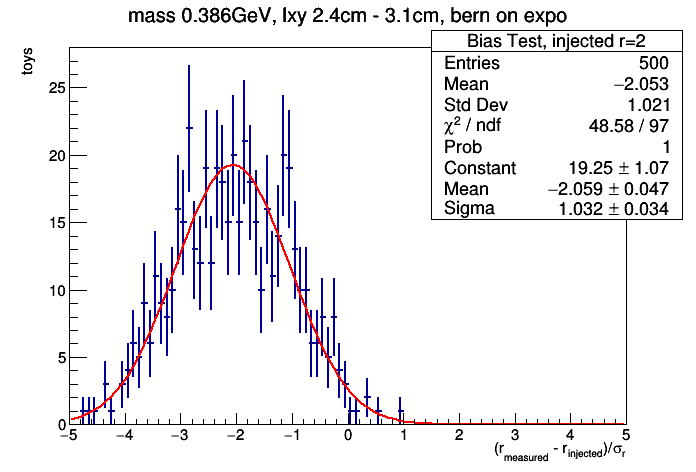 mass 0.386GeV, lxy 2.4cm - 3.1cm, bern on expo
toys
Bias Test, injected r=2
Entries 500
Mean −2.053
Std Dev 1.021
χ² / ndf 48.58 / 97
Prob 1
Constant 19.25 ± 1.07
Mean −2.059 ± 0.047
Sigma 1.032 ± 0.034
25
20
15
10
5
0
−5 −4 −3 −2 −1 0 1 2 3 4 5
(r_measured - r_injected)/σ_r